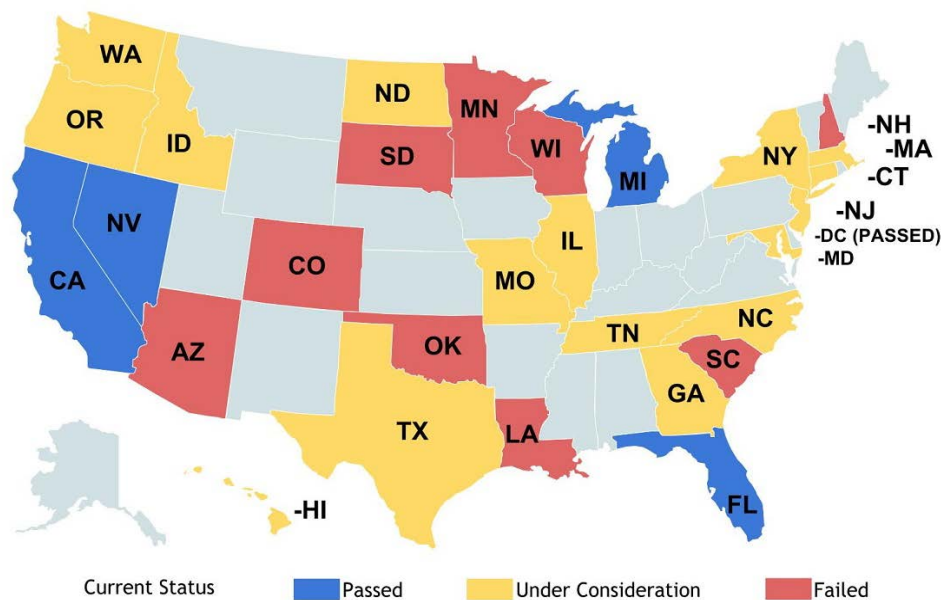 WA
ND
MN
OR
ID
SD
WI
MI
NY
-NH
-MA
-CT
-NJ
-DC (PASSED)
-MD
NV
CA
CO
IL
MO
AZ
OK
TN
NC
SC
GA
TX
LA
FL
-HI
Current Status
Passed
Under Consideration
Failed